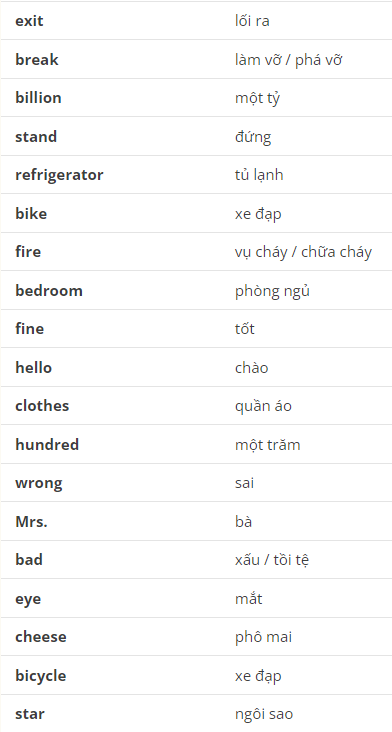 exit lối ra
break làm vỡ / phá vỡ
billion một tỷ
stand đứng
refrigerator tủ lạnh
bike xe đạp
fire vụ cháy / chữa cháy
bedroom phòng ngủ
fine tốt
hello chào
clothes quần áo
hundred một trăm
wrong sai
Mrs. bà
bad xấu / tồi tệ
eye mắt
cheese phô mai
bicycle xe đạp
star ngôi sao